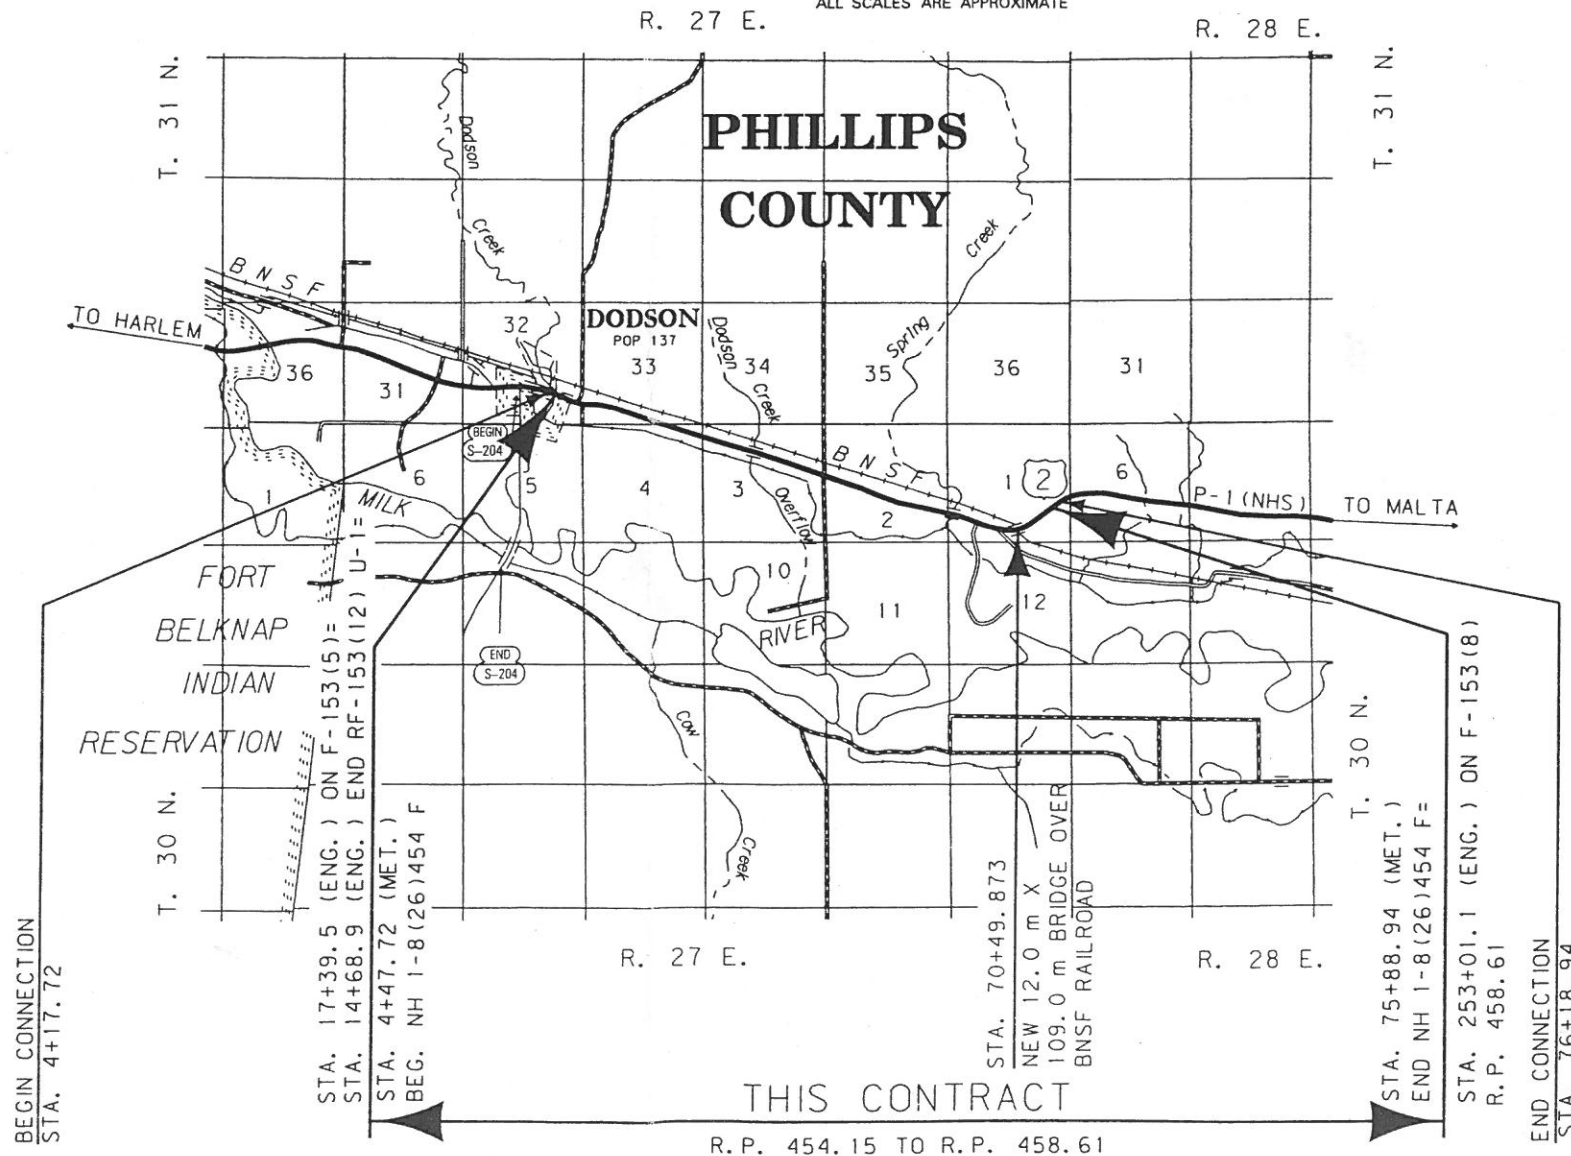 ALL SCALES ARE APPROXIMATE
R. 27 E.
R. 28 E.
T. 31 N.
T. 31 N.
PHILLIPS
COUNTY
Dodson
Creek
Creek
Spring
BNSF
TO HARLEM
32
DODSON
POP 137
33
Dodson
Creek
34
35
36
31
36
31
BEGIN
S-204
BNSF
1
2
6
P-1(NHS)
TO MALTA
1
6
5
4
3
2
MILK
Overflow
FORT
BELKNAP
INDIAN
RESERVATION
10
11
12
RIVER
END
S-204
Cow
Creek
T. 30 N.
T. 30 N.
R. 27 E.
R. 28 E.
BEGIN CONNECTION
STA. 4+17.72
STA. 17+39.5 (ENG.) ON F-153(5)=
STA. 14+68.9 (ENG.) END RF-153(12) U-1=
STA. 4+47.72 (MET.)
BEG. NH 1-8(26)454 F
STA. 70+49.873
NEW 12.0 m X
109.0 m BRIDGE OVER
BNSF RAILROAD
STA. 75+88.94 (MET.)
END NH 1-8(26)454 F=
STA. 253+01.1 (ENG.) ON F-153(8)
R.P. 458.61
END CONNECTION
STA. 76+18.94
THIS CONTRACT
R.P. 454.15 TO R.P. 458.61